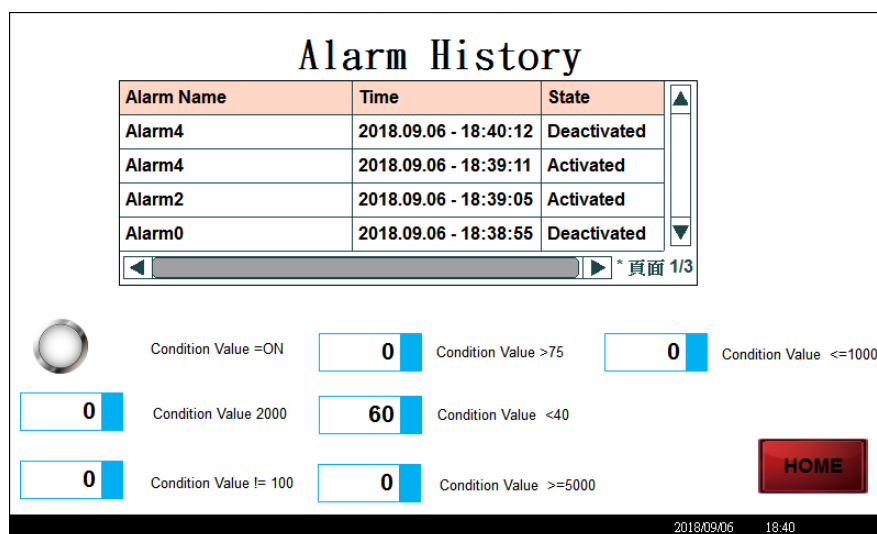 Alarm History
Alarm Name Time State
Alarm4 2018.09.06 - 18:40:12 Deactivated
Alarm4 2018.09.06 - 18:39:11 Activated
Alarm2 2018.09.06 - 18:39:05 Activated
Alarm0 2018.09.06 - 18:38:55 Deactivated
* 頁面 1/3
Condition Value =ON 0 Condition Value >75 0 Condition Value <=1000
0 Condition Value 2000 60 Condition Value <40
HOME
0 Condition Value != 100 0 Condition Value >=5000
2018/09/06 18:40